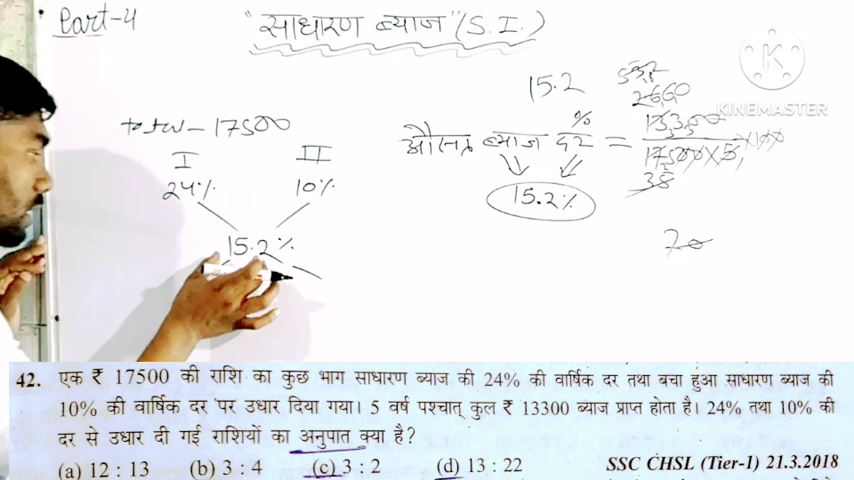 Part-4
"साधारण ब्याज" (S.I.)
15.2
2660
13300
KINEMASTER
Total - 17500
औसत ब्याज दर % =
17500×5 ×100
I II
24% 10%
15.2%
38
15.2%
70
42. एक ₹ 17500 की राशि का कुछ भाग साधारण ब्याज की 24% की वार्षिक दर तथा बचा हुआ साधारण ब्याज की
10% की वार्षिक दर पर उधार दिया गया। 5 वर्ष पश्चात् कुल ₹ 13300 ब्याज प्राप्त होता है। 24% तथा 10% की
दर से उधार दी गई राशियों का अनुपात क्या है?
(a) 12 : 13 (b) 3 : 4 (c) 3 : 2 (d) 13 : 22 SSC CHSL (Tier-1) 21.3.2018